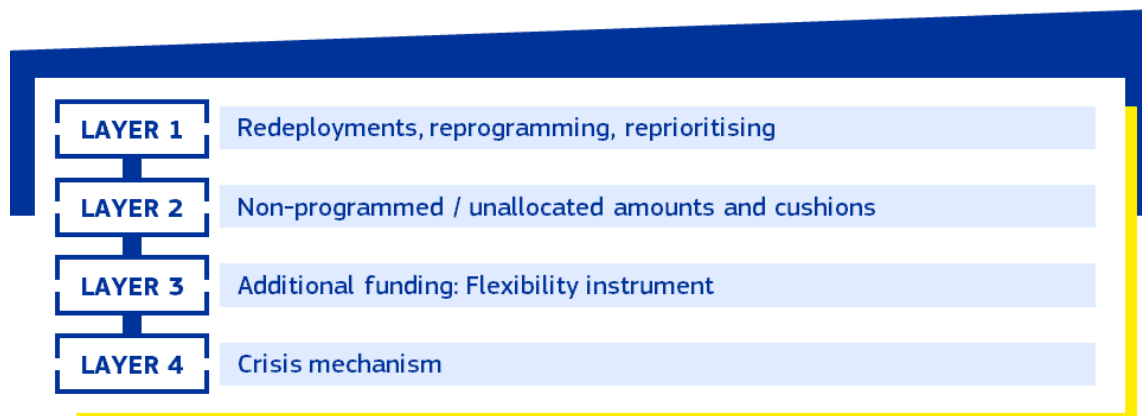 LAYER 1
Redeployments, reprogramming, reprioritising
LAYER 2
Non-programmed / unallocated amounts and cushions
LAYER 3
Additional funding: Flexibility instrument
LAYER 4
Crisis mechanism